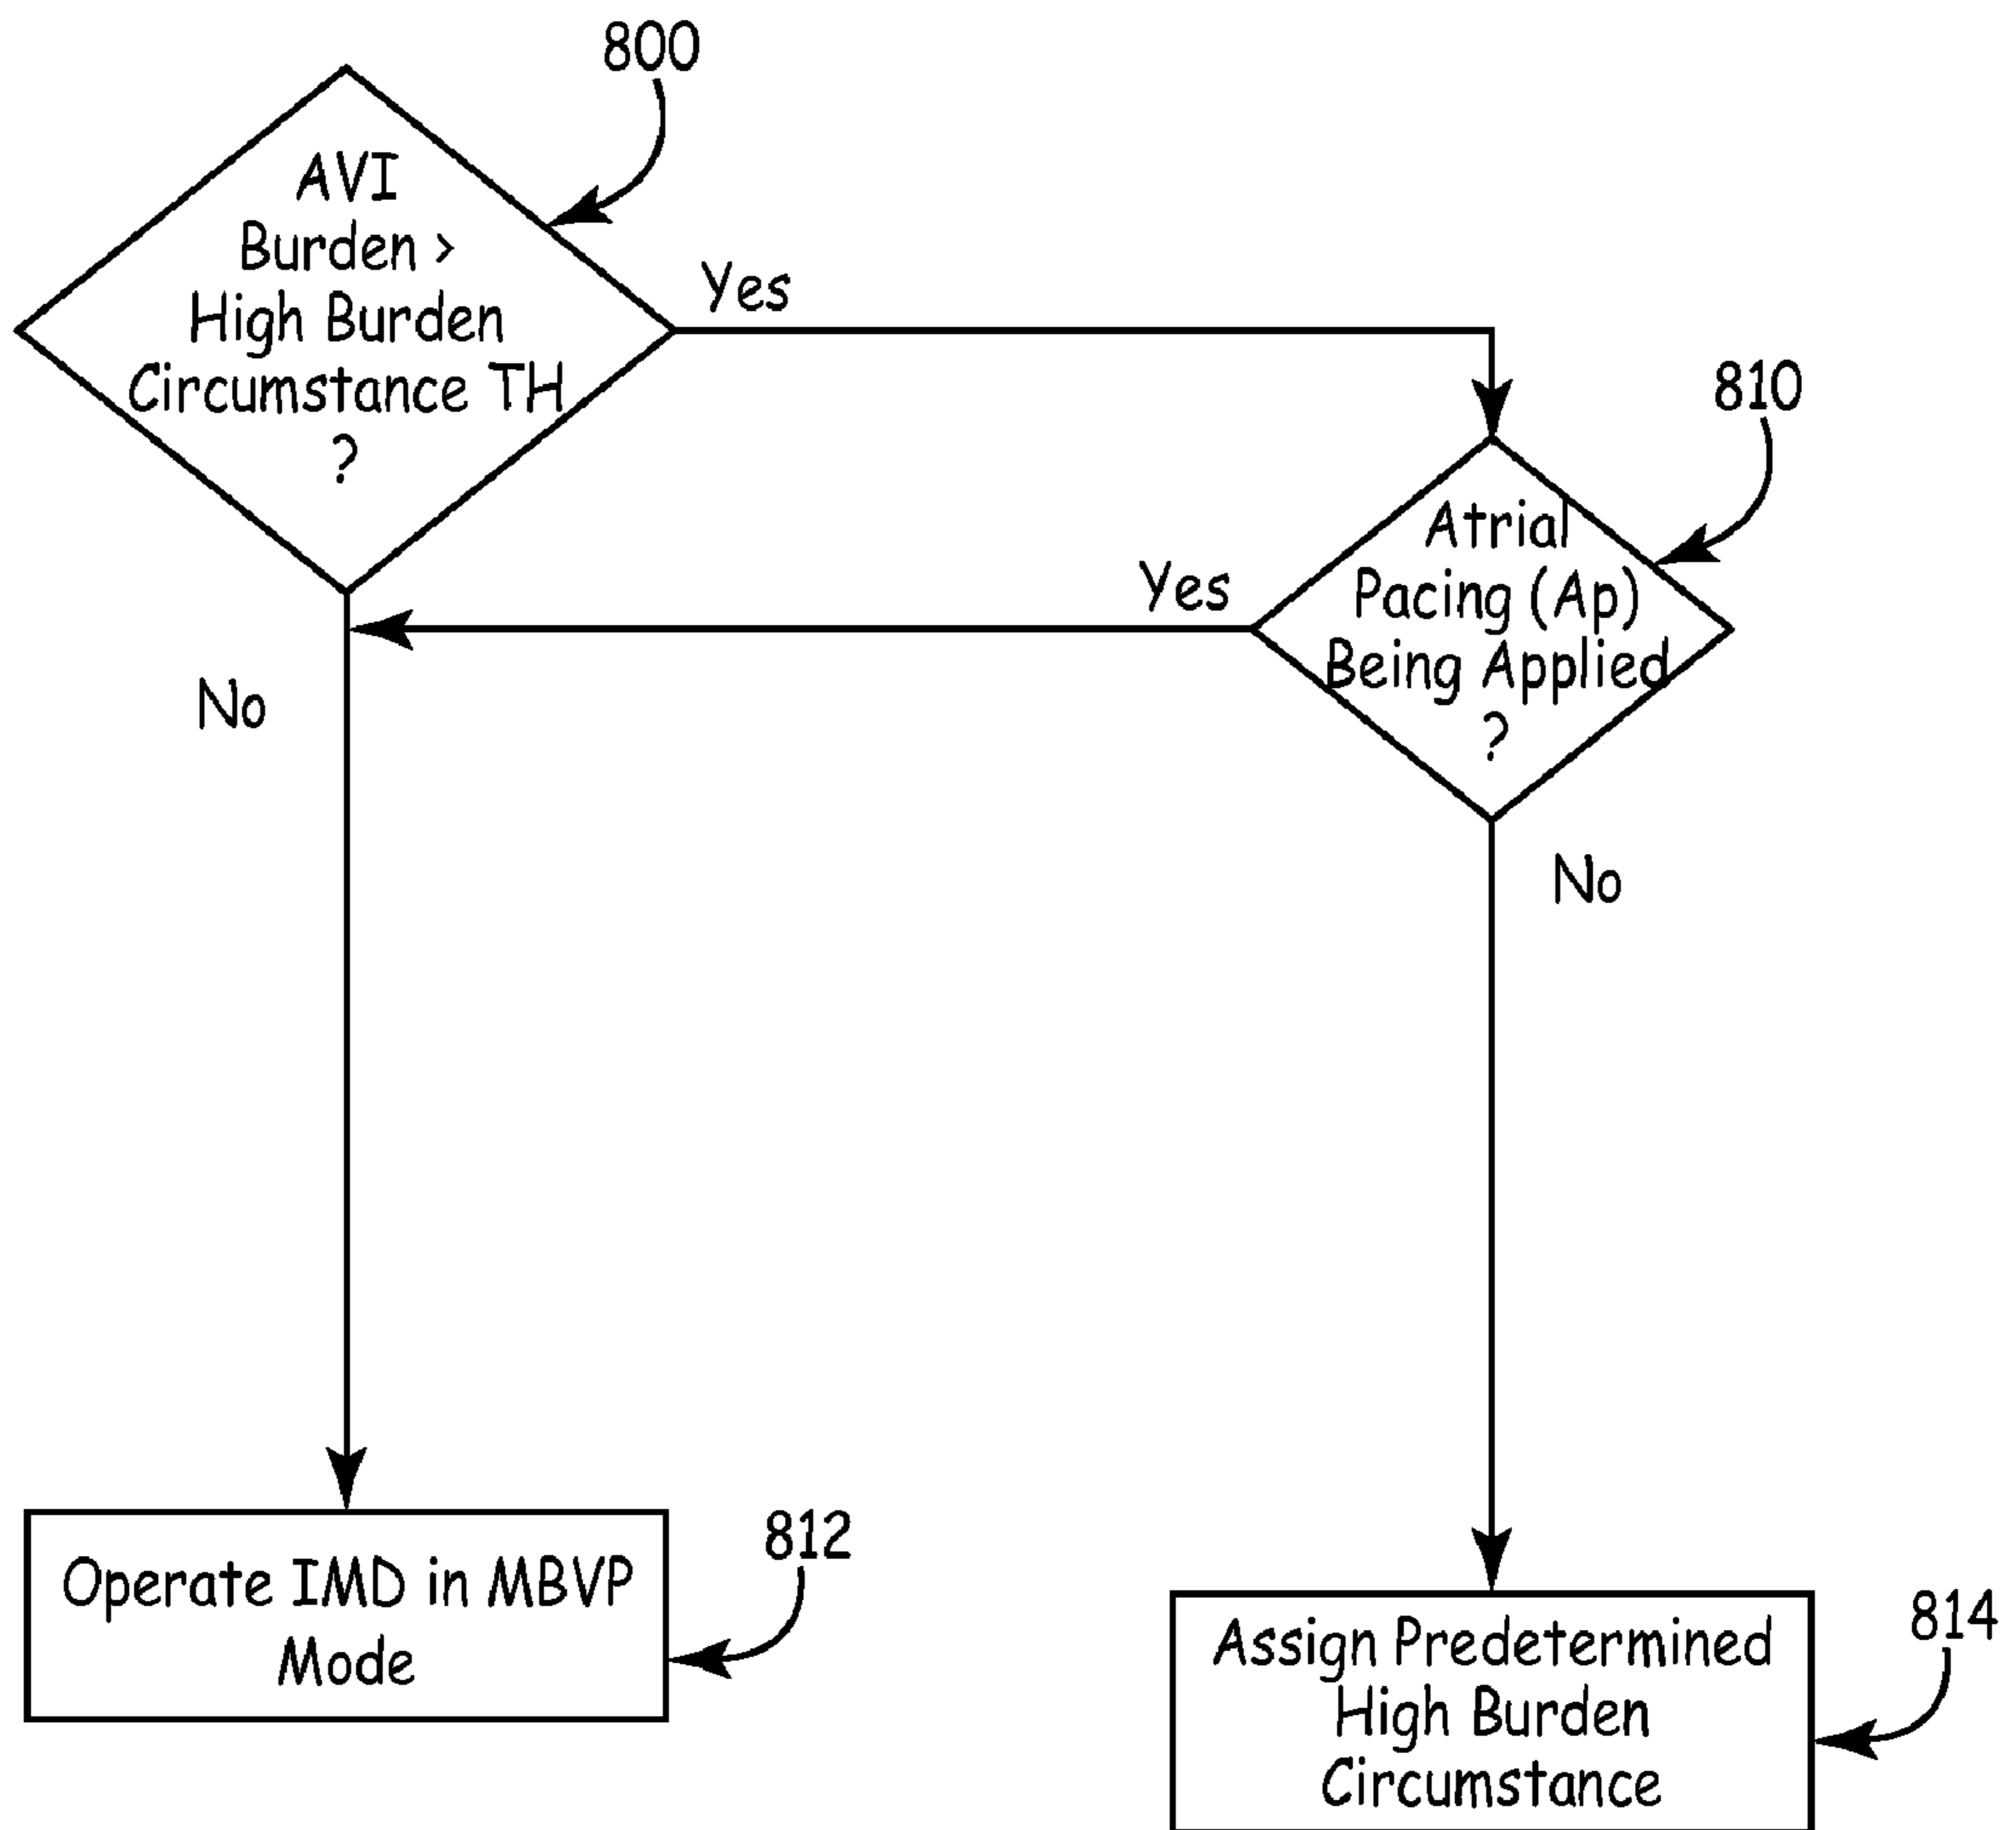 800
AVI
Burden >
High Burden
Circumstance TH
?
Yes
810
Atrial
Pacing (Ap)
Being Applied
?
Yes
No
No
812
Operate IMD in MBVP
Mode
814
Assign Predetermined
High Burden
Circumstance